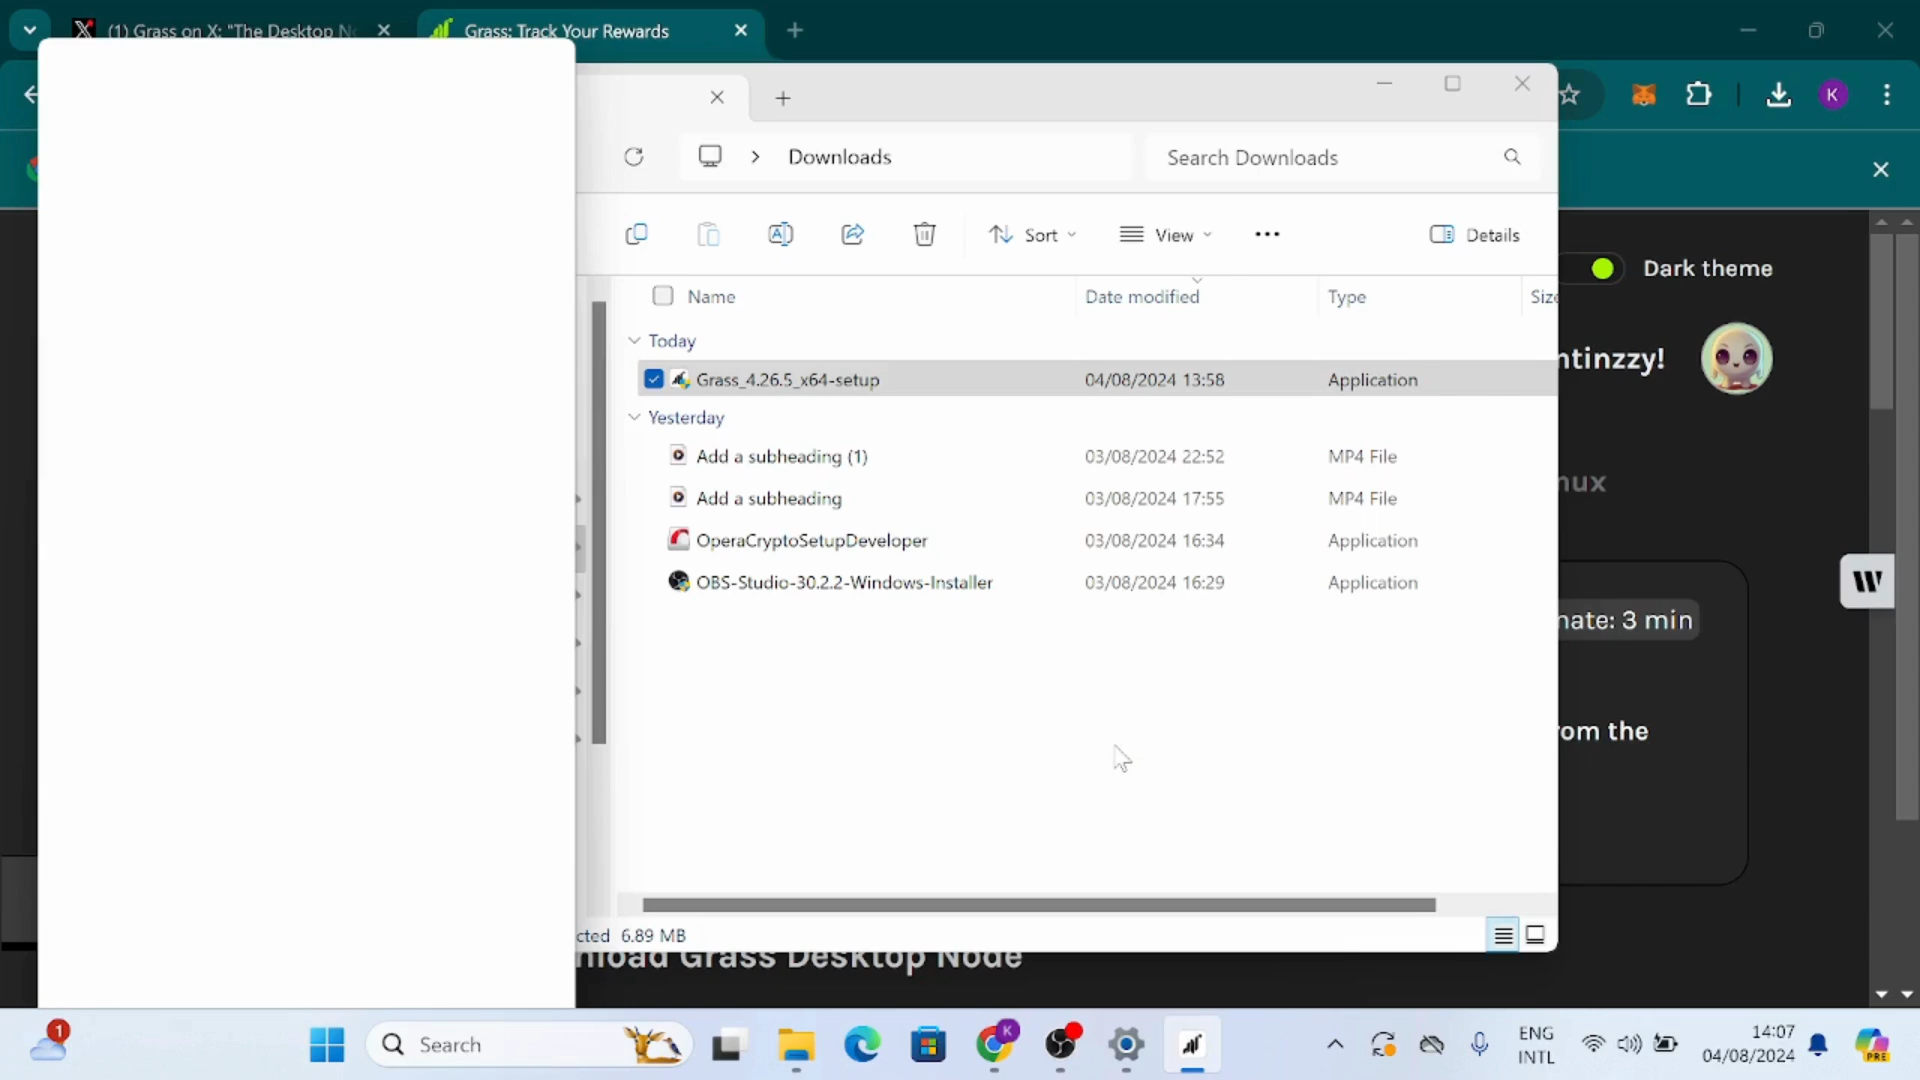 (1) Grass on X: "The Desktop No
Grass: Track Your Rewards
K
Downloads
Search Downloads
Sort
View
Details
Dark theme
Name
Date modified
Type
Size
Today
ntinzzy!
Grass_4.26.5_x64-setup 04/08/2024 13:58 Application
Yesterday
Add a subheading (1) 03/08/2024 22:52 MP4 File
nux
Add a subheading 03/08/2024 17:55 MP4 File
OperaCryptoSetupDeveloper 03/08/2024 16:34 Application
OBS-Studio-30.2.2-Windows-Installer 03/08/2024 16:29 Application
W
nate: 3 min
om the
cted 6.89 MB
nload Grass Desktop Node
1
Search
K
ENG
INTL
14:07
04/08/2024
PRE